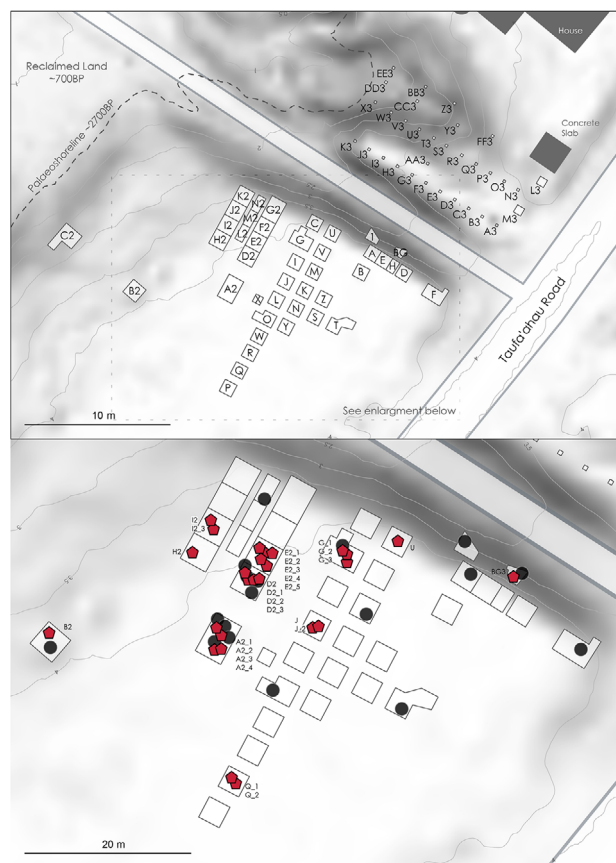 House
Reclaimed Land
~700BP
Palaeoshoreline ~2700BP
Concrete
Slab
EE3
DD3
BB3
X3
CC3
Z3
W3
V3
U3
Y3
T3
FF3
K3
J3
S3
I3
AA3
R3
H3
Q3
G3
P3
F3
O3
L3
E3
N3
D3
C3
M3
B3
A3
K2
N2
J2
G2
M2
I2
F2
L2
H2
E2
D2
C2
B2
A2
C
U
G
V
I
M
J
K
Z
L
N
S
O
Y
T
W
R
Q
P
A
BG
E
H
D
B
F
Taufa'ahau Road
10 m
See enlargment below
I2
I2_3
H2
E2_1
E2_2
E2_3
E2_4
E2_5
D2
D2_1
D2_2
D2_3
G_1
G_2
G_3
U
BG3
B2
J
J_2
A2_1
A2_2
A2_3
A2_4
Q_1
Q_2
20 m